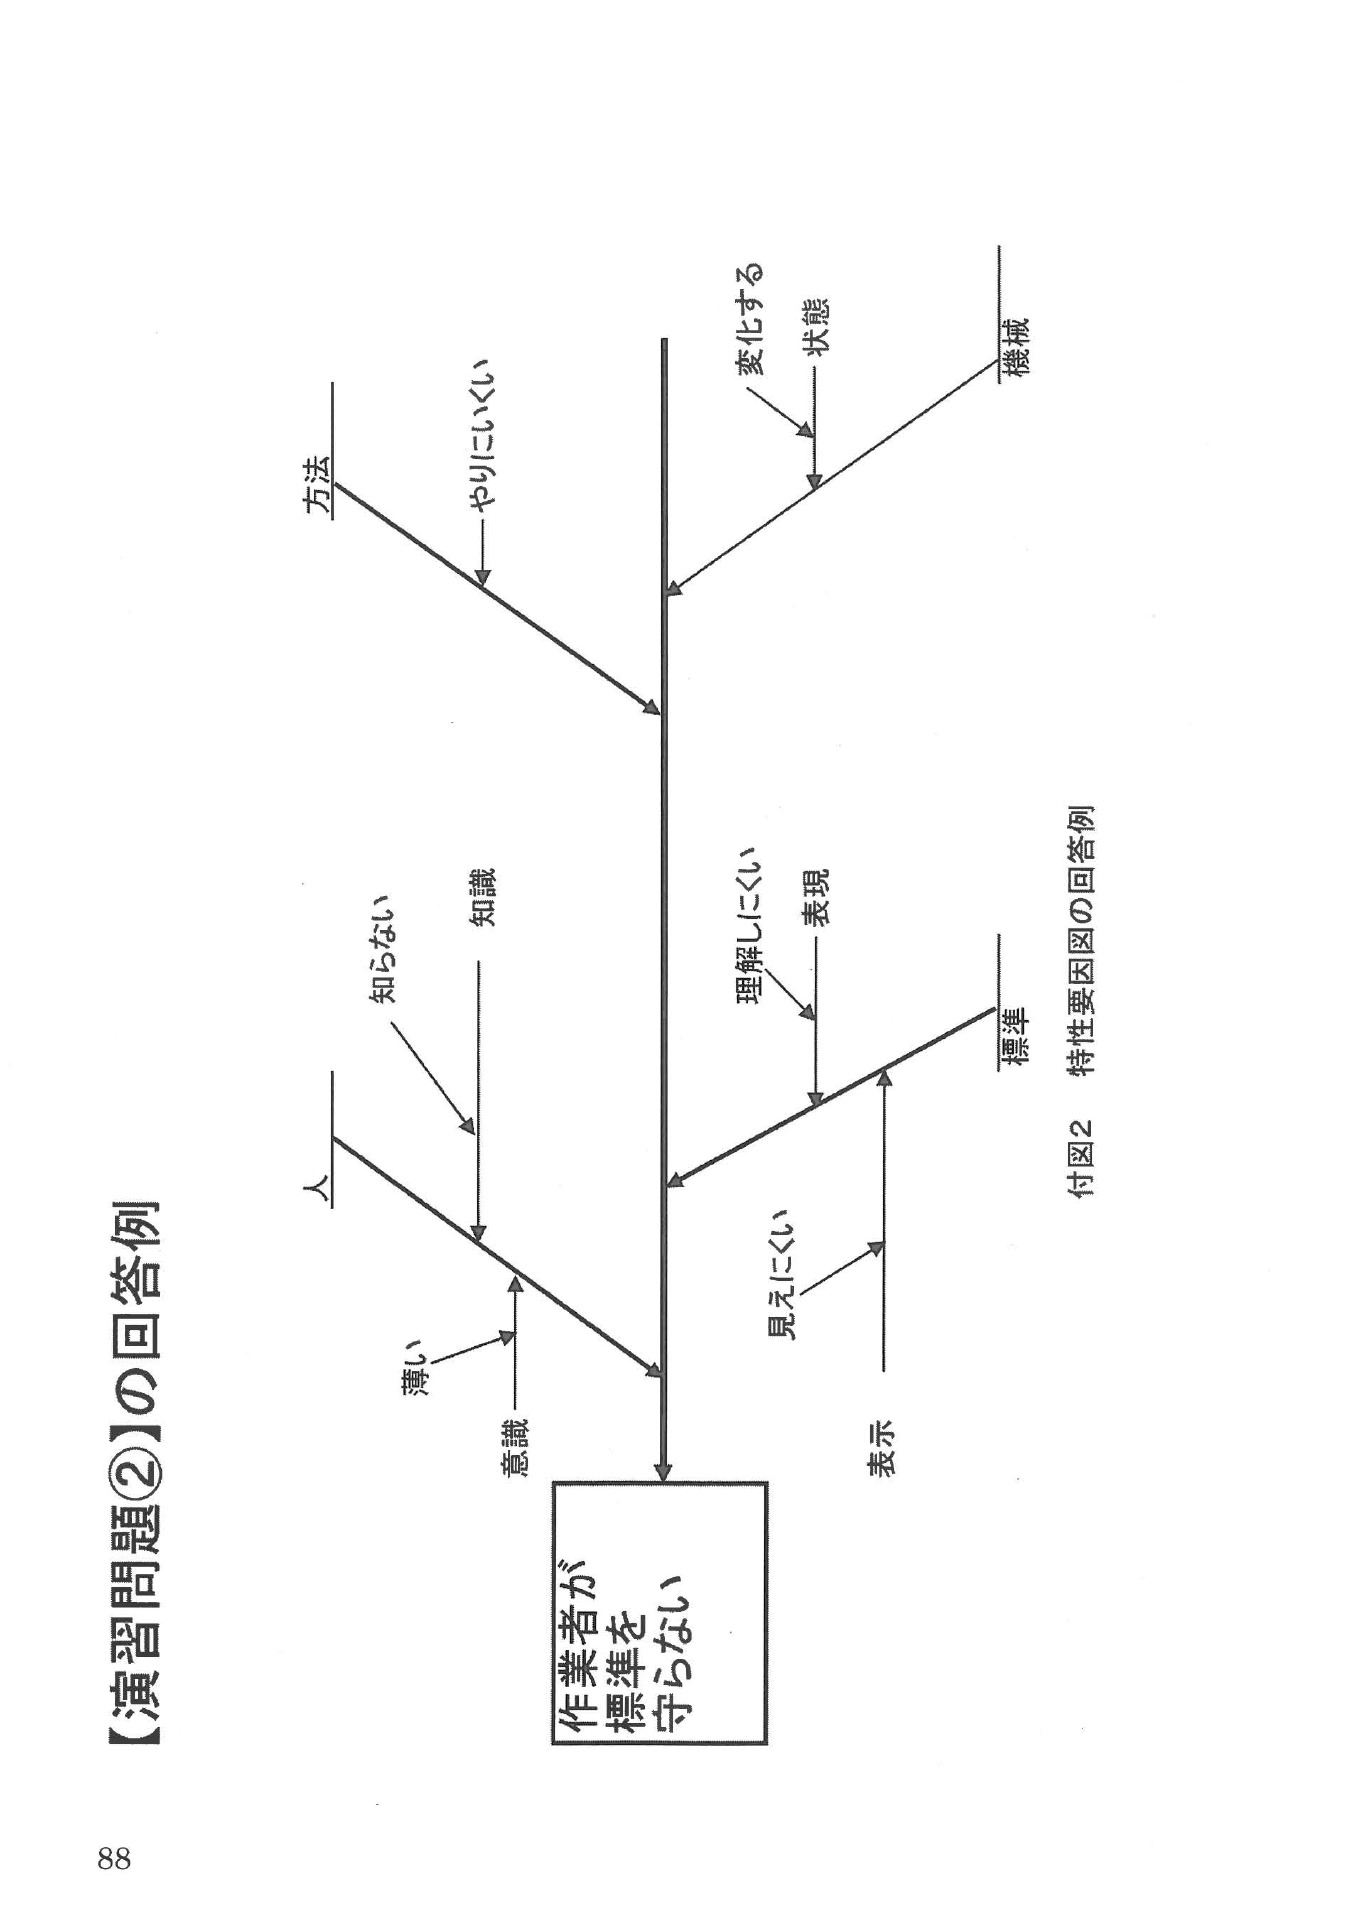 【演習問題②】の回答例
人
方法
知らない
知識
薄い
意識
やりにいくい
作業者が
標準を
守らない
見えにくい
表示
理解しにくい
表現
標準
変化する
状態
機械
付図2 特性要因図の回答例
88